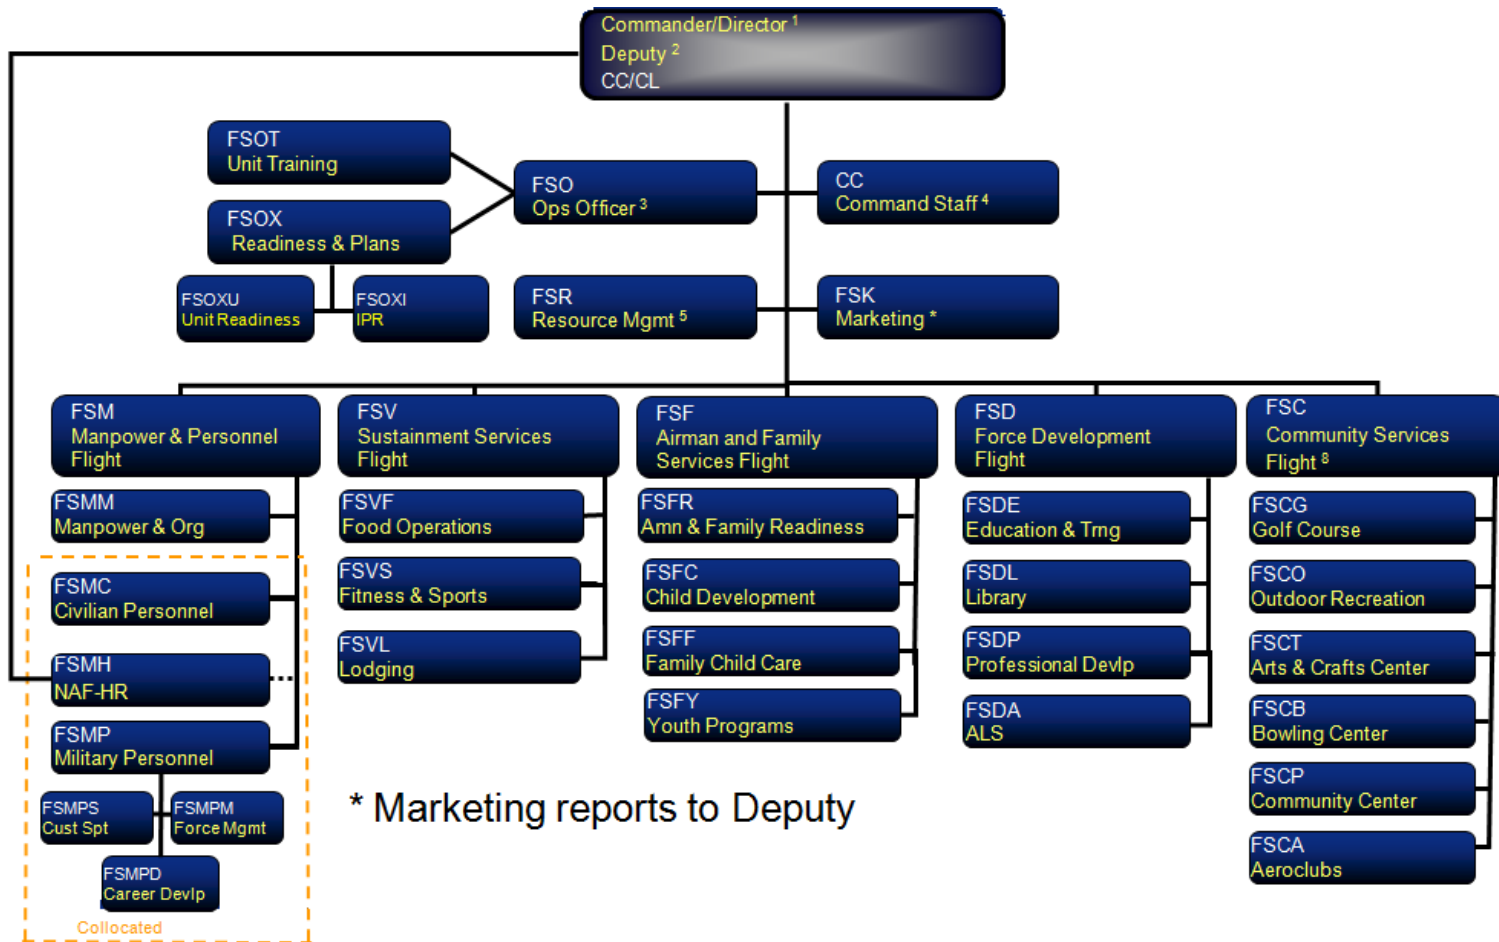 Commander/Director 1
Deputy 2
CC/CL
FSOT
Unit Training
FSO
Ops Officer 3
CC
Command Staff 4
FSOX
Readiness & Plans
FSOXU
Unit Readiness
FSOXI
IPR
FSR
Resource Mgmt 5
FSK
Marketing *
FSM
Manpower & Personnel
Flight
FSMM
Manpower & Org
FSMC
Civilian Personnel
FSMH
NAF-HR
FSMP
Military Personnel
FSMPS
Cust Spt
FSMPM
Force Mgmt
FSMPD
Career Devlp
Collocated
FSV
Sustainment Services
Flight
FSVF
Food Operations
FSVS
Fitness & Sports
FSVL
Lodging
FSF
Airman and Family
Services Flight
FSFR
Amn & Family Readiness
FSFC
Child Development
FSFF
Family Child Care
FSFY
Youth Programs
FSD
Force Development
Flight
FSDE
Education & Trng
FSDL
Library
FSDP
Professional Devlp
FSDA
ALS
FSC
Community Services
Flight 8
FSCG
Golf Course
FSCO
Outdoor Recreation
FSCT
Arts & Crafts Center
FSCB
Bowling Center
FSCP
Community Center
FSCA
Aeroclubs
* Marketing reports to Deputy